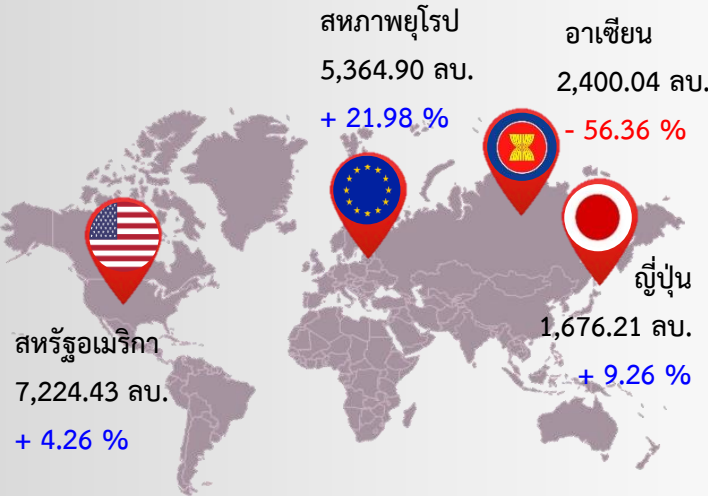 สหภาพยุโรป
5,364.90 ลบ.
+ 21.98 %
อาเซียน
2,400.04 ลบ.
- 56.36 %
ญี่ปุ่น
1,676.21 ลบ.
+ 9.26 %
สหรัฐอเมริกา
7,224.43 ลบ.
+ 4.26 %